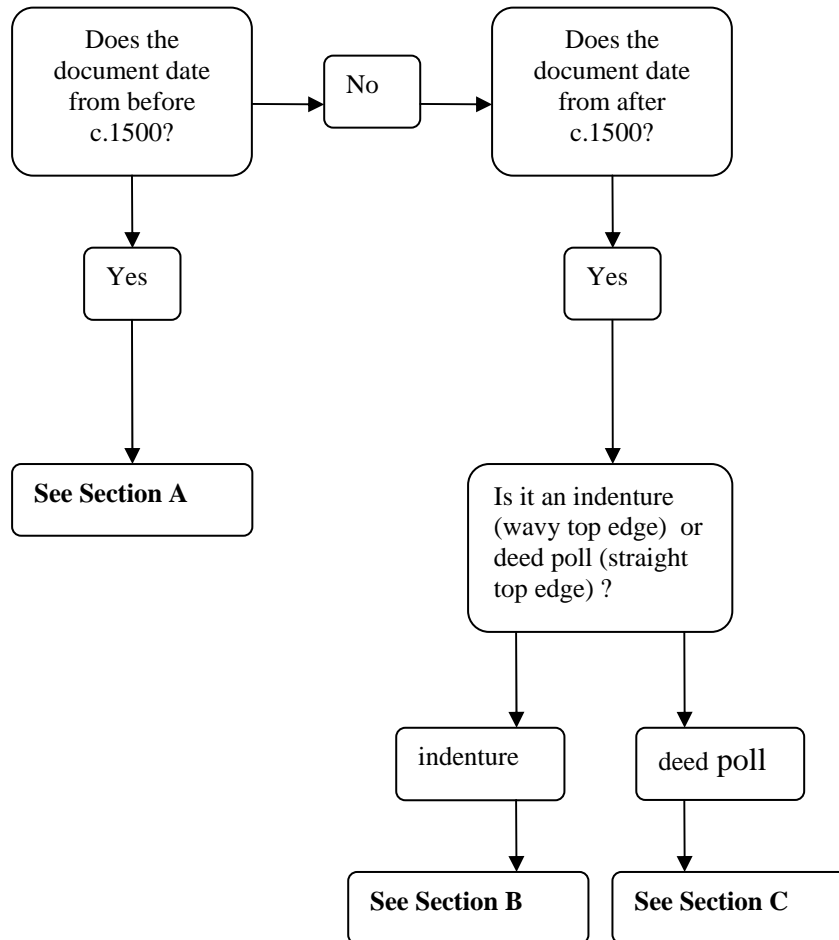 Does the
document date
from before
c.1500?
No
Does the
document date
from after
c.1500?
Yes
Yes
See Section A
Is it an indenture
(wavy top edge)  or
deed poll (straight
top edge) ?
indenture
deed poll
See Section B
See Section C